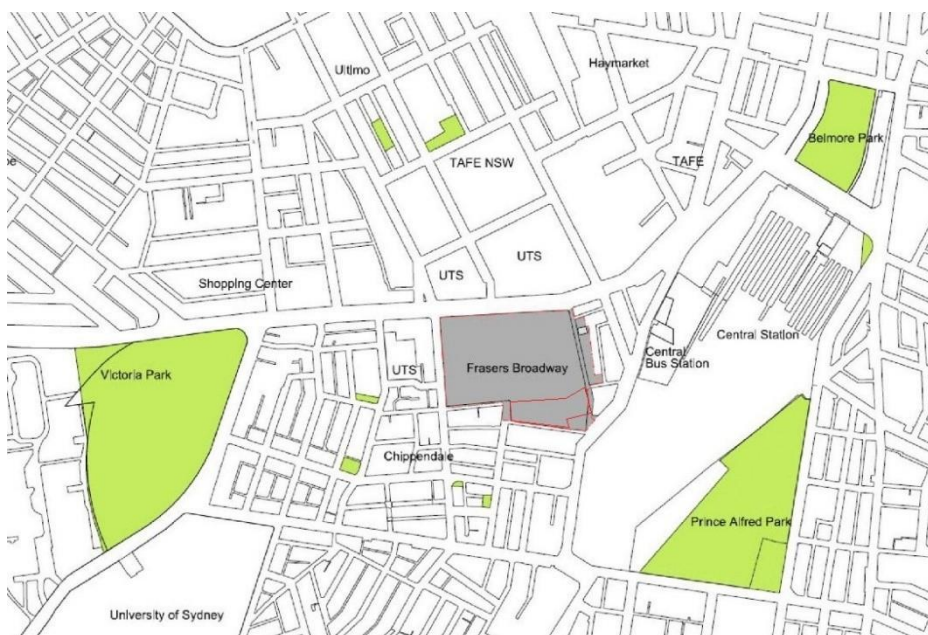 Haymarket
Ultimo
Belmore Park
TAFE NSW
TAFE
UTS
UTS
Shopping Center
Central Station
Central
Bus Station
Frasers Broadway
UTS
Victoria Park
Chippendale
Prince Alfred Park
University of Sydney